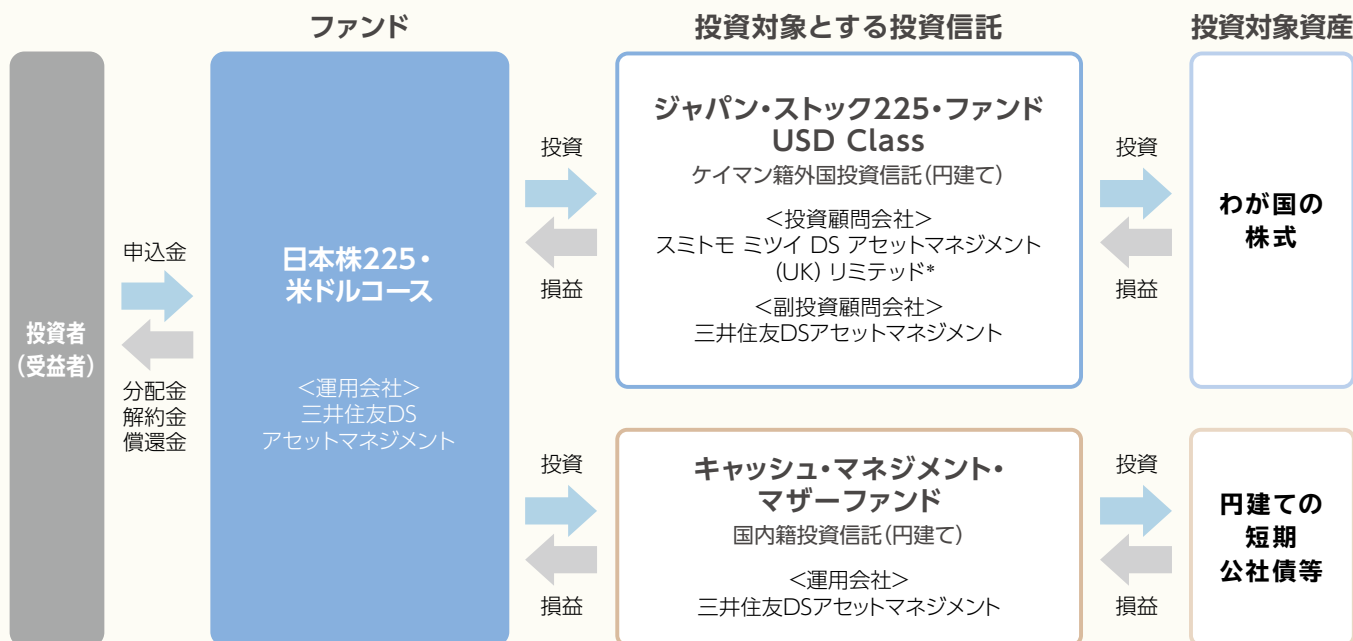 ファンド
投資対象とする投資信託
投資対象資産
投資者
（受益者）
申込金
分配金
解約金
償還金
日本株225・
米ドルコース
＜運用会社＞
三井住友DS
アセットマネジメント
投資
損益
ジャパン・ストック225・ファンド
USD Class
ケイマン籍外国投資信託（円建て）
＜投資顧問会社＞
スミトモ ミツイ DS アセットマネジメント
（UK）リミテッド*
＜副投資顧問会社＞
三井住友DSアセットマネジメント
投資
損益
わが国の
株式
投資
損益
キャッシュ・マネジメント・
マザーファンド
国内籍投資信託（円建て）
＜運用会社＞
三井住友DSアセットマネジメント
投資
損益
円建ての
短期
公社債等